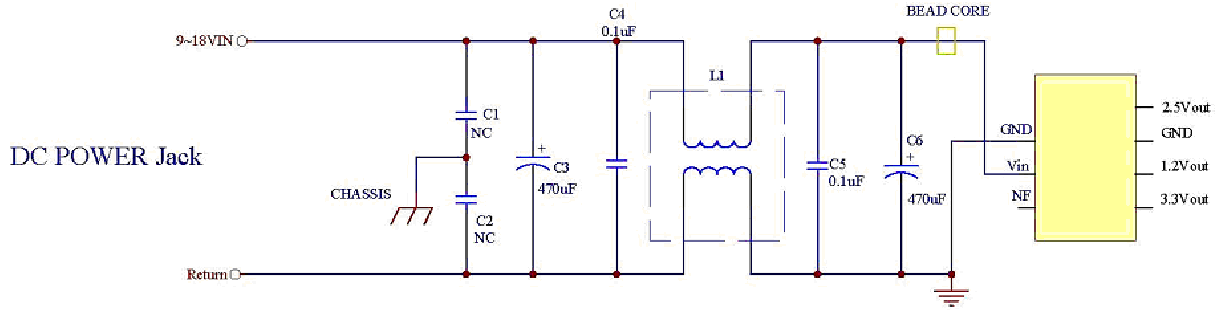 BEAD CORE
C4
0.1uF
9~18VIN
L1
2.5Vout
C1
NC
GND
GND
DC POWER Jack
C3
470uF
C5
0.1uF
C6
470uF
Vin
1.2Vout
CHASSIS
C2
NC
NF
3.3Vout
Return